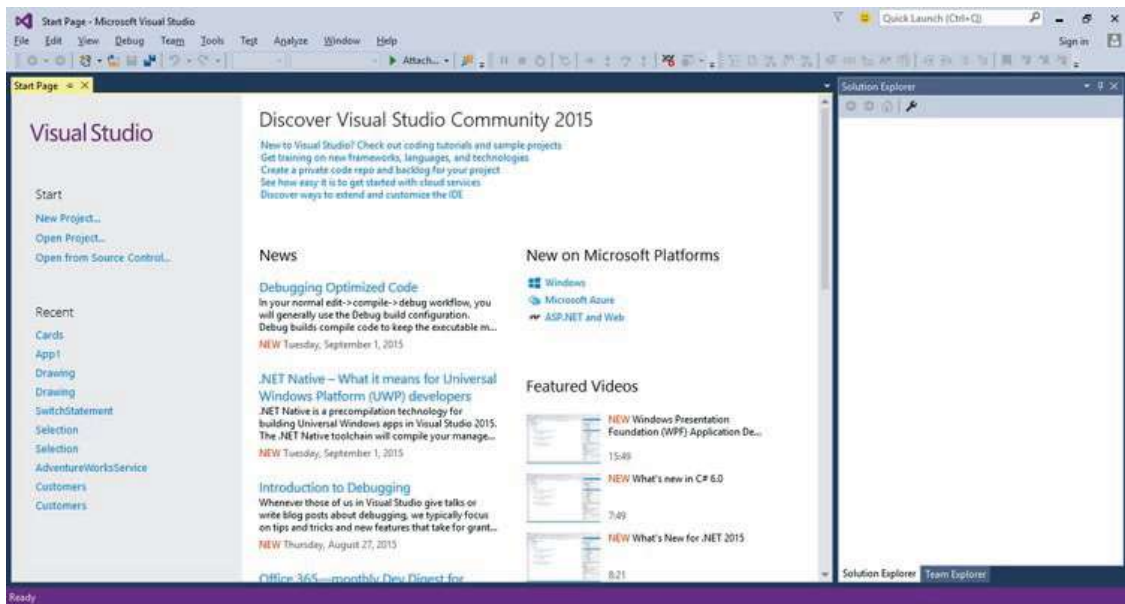 Start Page - Microsoft Visual Studio
Quick Launch (Ctrl+Q)
File Edit View Debug Team Tools Test Analyze Window Help
Sign in
Attach...
Start Page
Solution Explorer
Visual Studio
Start
New Project...
Open Project...
Open from Source Control...
Recent
Cards
App1
Drawing
Drawing
SwitchStatement
Selection
Selection
AdventureWorksService
Customers
Customers
Discover Visual Studio Community 2015
New to Visual Studio? Check out coding tutorials and sample projects
Get training on new frameworks, languages, and technologies
Create a private code repo and backlog for your project
See how easy it is to get started with cloud services
Discover ways to extend and customize the IDE
News
Debugging Optimized Code
In your normal edit->compile->debug workflow, you
will generally use the Debug build configuration.
Debug builds compile code to keep the executable m...
NEW Tuesday, September 1, 2015
.NET Native – What it means for Universal
Windows Platform (UWP) developers
.NET Native is a precompilation technology for
building Universal Windows apps in Visual Studio 2015.
The .NET Native toolchain will compile your manage...
NEW Tuesday, September 1, 2015
Introduction to Debugging
Whenever those of us in Visual Studio give talks or
write blog posts about debugging, we typically focus
on tips and tricks and new features that take for grant...
NEW Thursday, August 27, 2015
Office 365—monthly Dev Digest for
New on Microsoft Platforms
Windows
Microsoft Azure
ASP.NET and Web
Featured Videos
NEW Windows Presentation
Foundation (WPF) Application De...
15:49
NEW What's new in C# 6.0
7:49
NEW What's New for .NET 2015
8:21
Solution Explorer Team Explorer
Ready